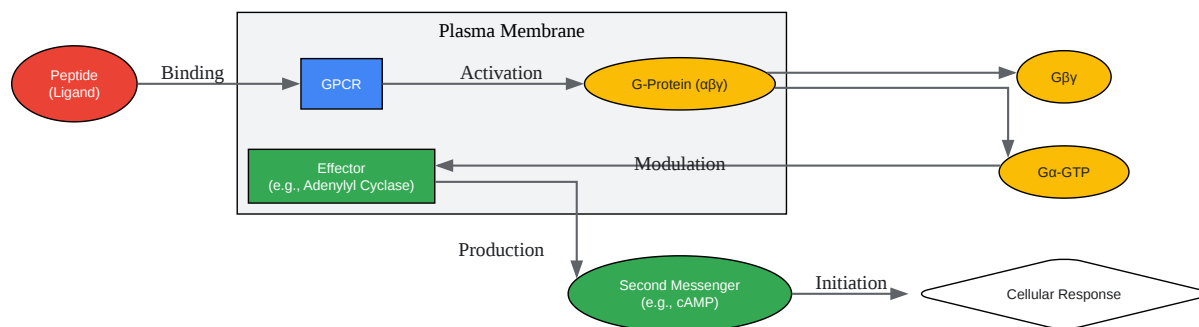 Plasma Membrane
Peptide
(Ligand)
Binding
GPCR
Activation
G-Protein (αβγ)
Gβγ
Effector
(e.g., Adenylyl Cyclase)
Modulation
Gα-GTP
Production
Second Messenger
(e.g., cAMP)
Initiation
Cellular Response